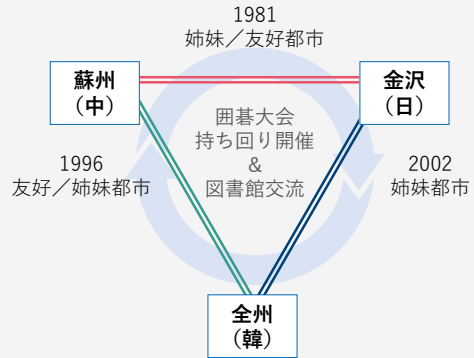 1981
姉妹／友好都市
蘇州
（中）
金沢
（日）
囲碁大会
持ち回り開催
&
図書館交流
1996
友好／姉妹都市
2002
姉妹都市
全州
（韓）